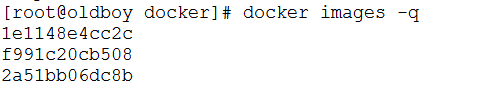 [root@oldboy docker]# docker images -q
1e1148e4cc2c
f991c20cb508
2a51bb06dc8b